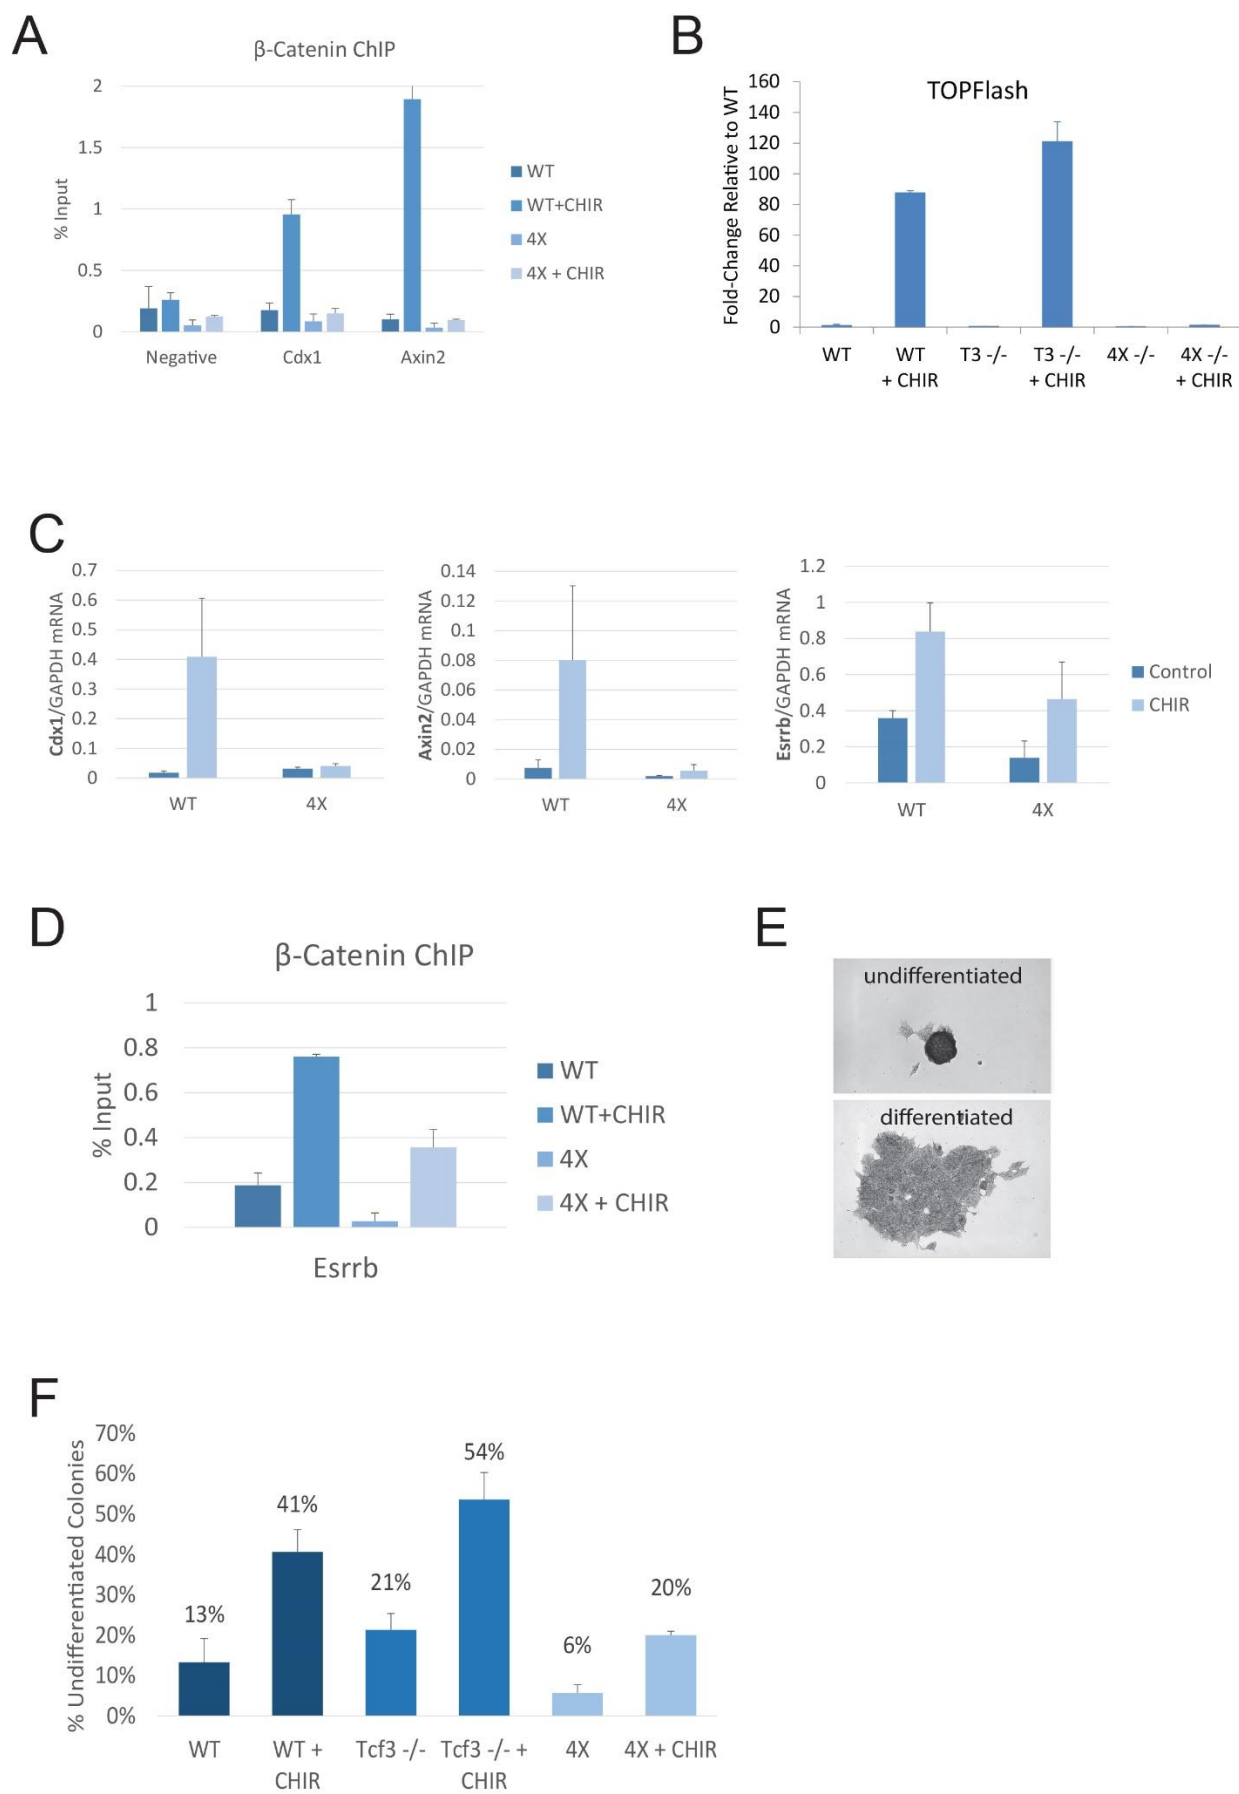 A
β-Catenin ChIP
% Input
2
1.5
1
0.5
0
Negative
Cdx1
Axin2
WT
WT+CHIR
4X
4X + CHIR
B
TOPFlash
Fold-Change Relative to WT
160
140
120
100
80
60
40
20
0
WT
WT
+ CHIR
T3 -/-
T3 -/-
+ CHIR
4X -/-
4X -/-
+ CHIR
C
Cdx1/GAPDH mRNA
0.7
0.6
0.5
0.4
0.3
0.2
0.1
0
WT
4X
Axin2/GAPDH mRNA
0.14
0.12
0.1
0.08
0.06
0.04
0.02
0
WT
4X
Esrrb/GAPDH mRNA
1.2
1
0.8
0.6
0.4
0.2
0
WT
4X
Control
CHIR
D
β-Catenin ChIP
% Input
1
0.8
0.6
0.4
0.2
0
Esrrb
WT
WT+CHIR
4X
4X + CHIR
E
undifferentiated
differentiated
F
% Undifferentiated Colonies
70%
60%
50%
40%
30%
20%
10%
0%
13%
41%
21%
54%
6%
20%
WT
WT +
CHIR
Tcf3 -/-
Tcf3 -/- +
CHIR
4X
4X + CHIR